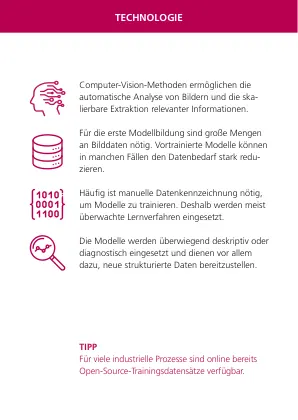 TECHNOLOGIE
Computer-Vision-Methoden ermöglichen die
automatische Analyse von Bildern und die ska-
lierbare Extraktion relevanter Informationen.
Für die erste Modellbildung sind große Mengen
an Bilddaten nötig. Vortrainierte Modelle können
in manchen Fällen den Datenbedarf stark redu-
zieren.
1010
0001
1100
Häufig ist manuelle Datenkennzeichnung nötig,
um Modelle zu trainieren. Deshalb werden meist
überwachte Lernverfahren eingesetzt.
Die Modelle werden überwiegend deskriptiv oder
diagnostisch eingesetzt und dienen vor allem
dazu, neue strukturierte Daten bereitzustellen.
TIPP
Für viele industrielle Prozesse sind online bereits
Open-Source-Trainingsdatensätze verfügbar.